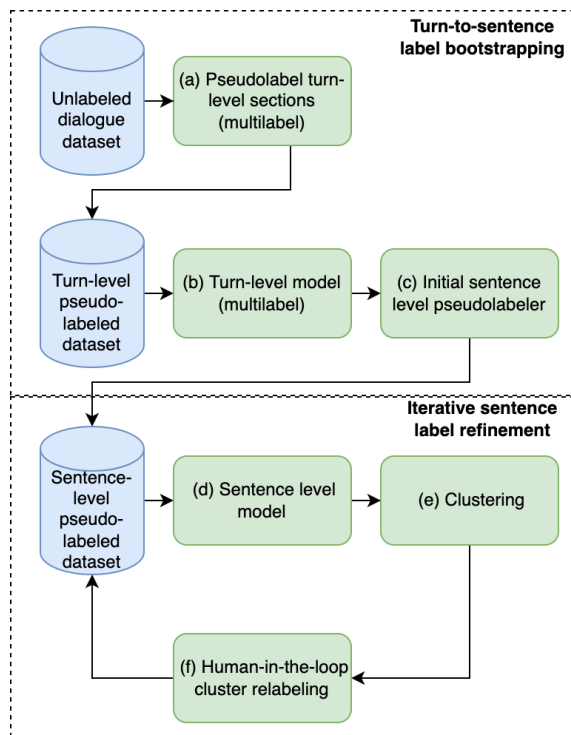 Turn-to-sentence
label bootstrapping
Unlabeled
dialogue
dataset
(a) Pseudolabel turn-
level sections
(multilabel)
Turn-level
pseudo-
labeled
dataset
(b) Turn-level model
(multilabel)
(c) Initial sentence
level pseudolabeler
Iterative sentence
label refinement
Sentence-
level
pseudo-
labeled
dataset
(d) Sentence level
model
(e) Clustering
(f) Human-in-the-loop
cluster relabeling